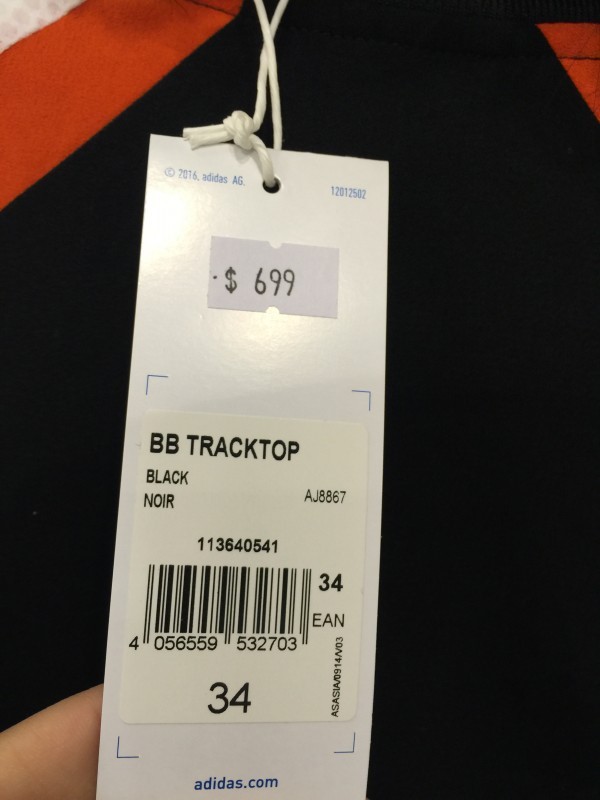 © 2016, adidas AG.
12012502
$ 699
BB TRACKTOP
BLACK
NOIR
AJ8867
113640541
34
EAN
4 056559 532703
34
ASASIA/0914/V03
adidas.com